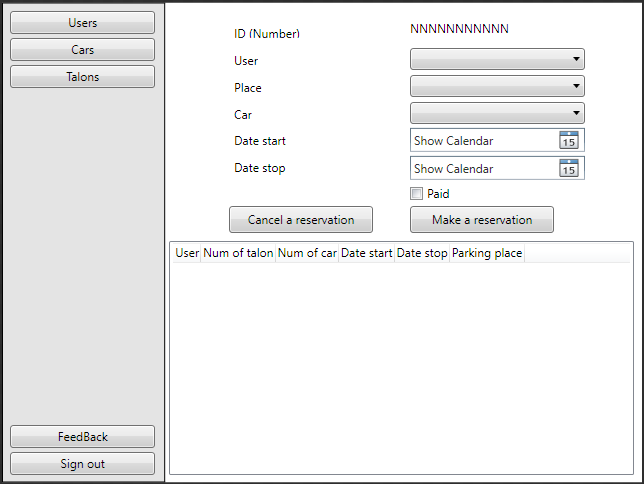 Users
Cars
Talons
FeedBack
Sign out
ID (Number) NNNNNNNNNNN
User
Place
Car
Date start Show Calendar 15
Date stop Show Calendar 15
Paid
Cancel a reservation Make a reservation
User Num of talon Num of car Date start Date stop Parking place